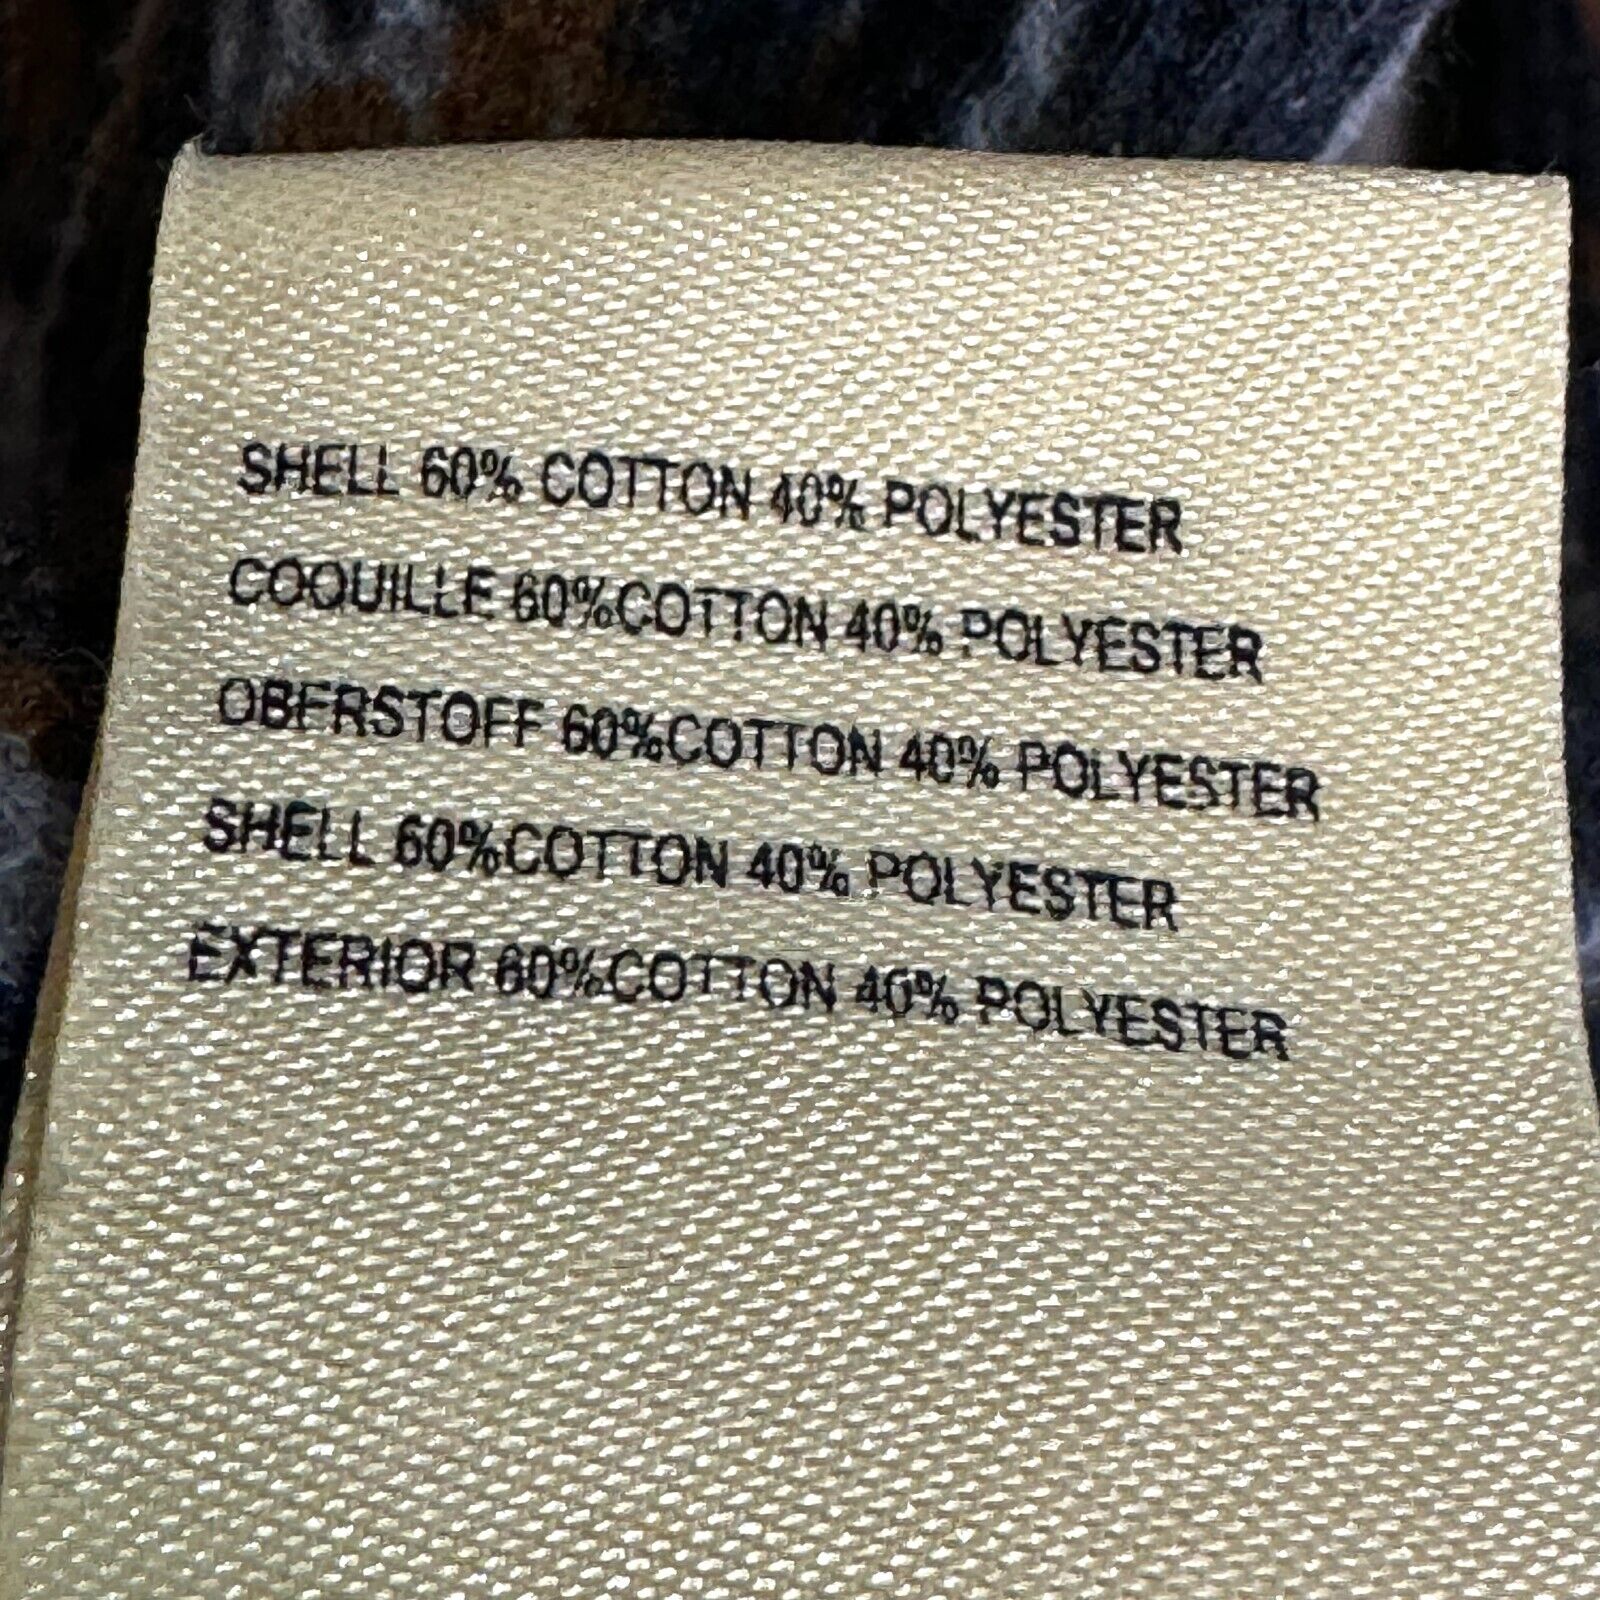 SHELL 60% COTTON 40% POLYESTER
COQUILLE 60%COTTON 40% POLYESTER
OBERSTOFF 60%COTTON 40% POLYESTER
SHELL 60%COTTON 40% POLYESTER
EXTERIOR 60%COTTON 40% POLYESTER